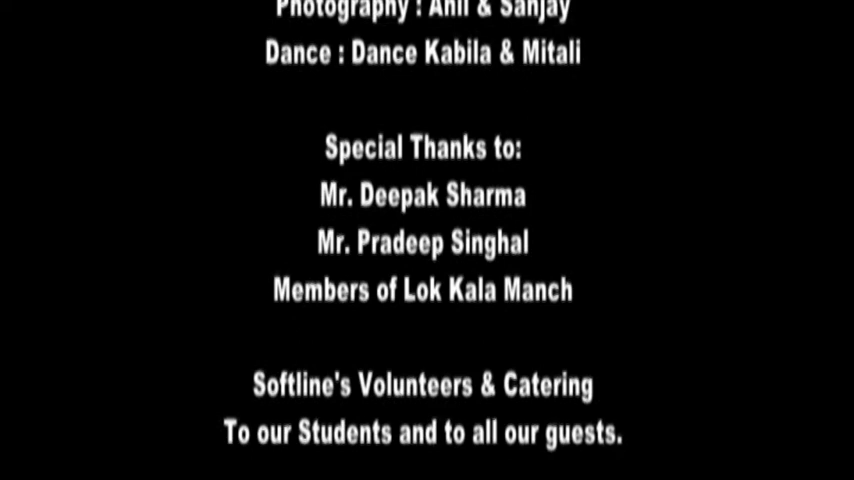 Photography : Anil & Sanjay
Dance : Dance Kabila & Mitali
Special Thanks to:
Mr. Deepak Sharma
Mr. Pradeep Singhal
Members of Lok Kala Manch
Softline's Volunteers & Catering
To our Students and to all our guests.